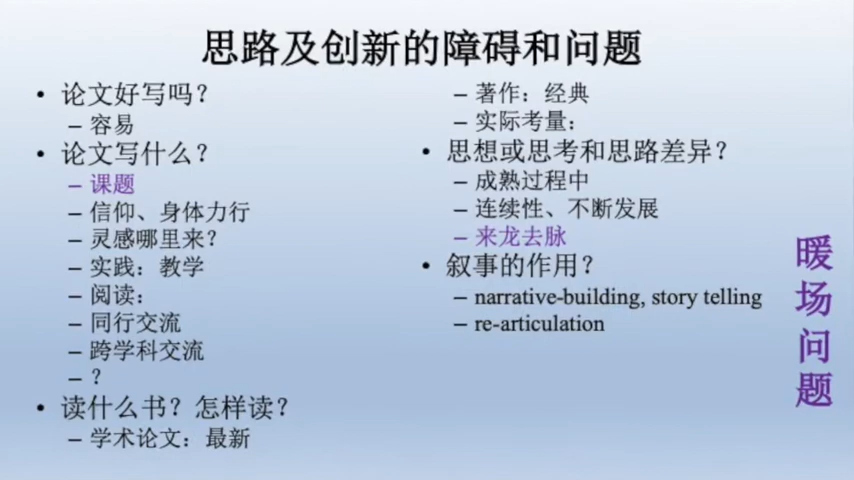 思路及创新的障碍和问题
• 论文好写吗？
– 容易
• 论文写什么？
– 课题
– 信仰、身体力行
– 灵感哪里来？
– 实践：教学
– 阅读：
– 同行交流
– 跨学科交流
– ？
• 读什么书？怎样读？
– 学术论文：最新
– 著作：经典
– 实际考量：
• 思想或思考和思路差异？
– 成熟过程中
– 连续性、不断发展
– 来龙去脉
• 叙事的作用？
– narrative-building, story telling
– re-articulation
暖场问题